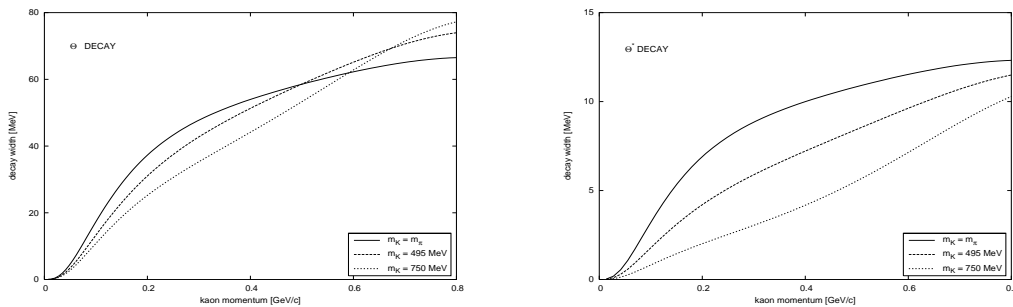 80
60
40
20
0
decay width [MeV]
Θ DECAY
m_K = m_π
m_K = 495 MeV
m_K = 750 MeV
0 0.2 0.4 0.6 0.8
kaon momentum [GeV/c]
15
10
5
0
decay width [MeV]
Θ* DECAY
m_K = m_π
m_K = 495 MeV
m_K = 750 MeV
0 0.2 0.4 0.6 0.8
kaon momentum [GeV/c]